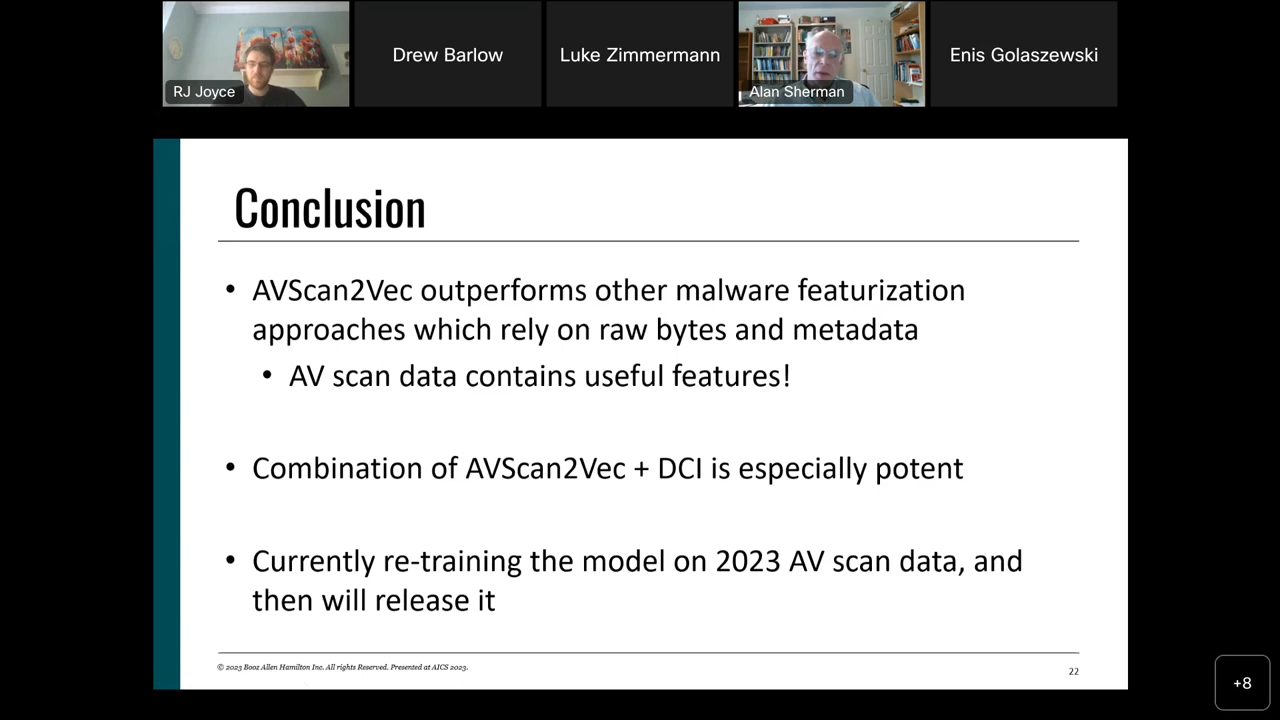 RJ Joyce
Drew Barlow
Luke Zimmermann
Alan Sherman
Enis Golaszewski
Conclusion
• AVScan2Vec outperforms other malware featurization
approaches which rely on raw bytes and metadata
• AV scan data contains useful features!
• Combination of AVScan2Vec + DCI is especially potent
• Currently re-training the model on 2023 AV scan data, and
then will release it
© 2023 Booz Allen Hamilton Inc. All rights Reserved. Presented at AICS 2023.
22
+8